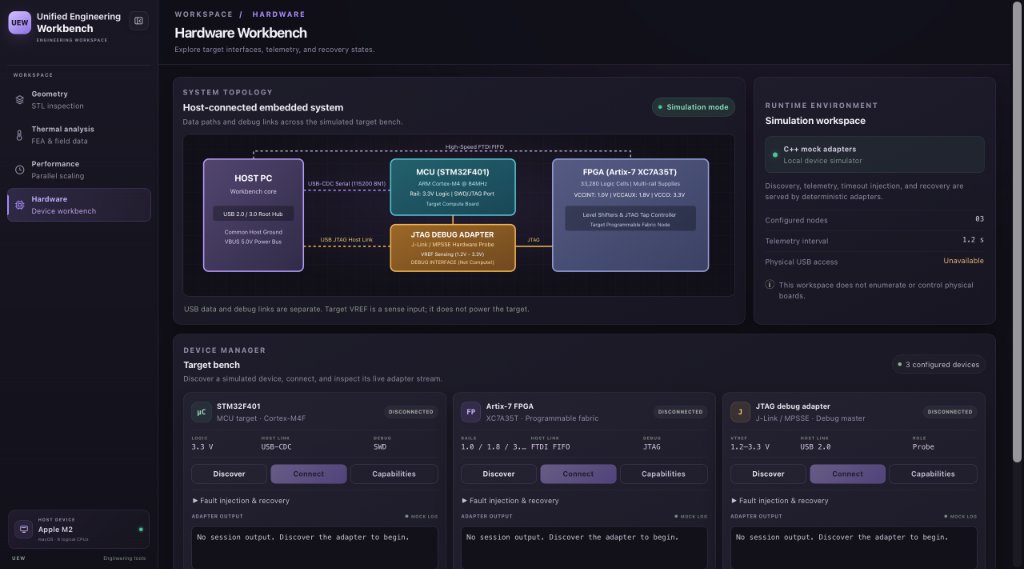 UEW
Unified Engineering
Workbench
ENGINEERING WORKSPACE
WORKSPACE
Geometry
STL inspection
Thermal analysis
FEA & field data
Performance
Parallel scaling
Hardware
Device workbench
HOST DEVICE
Apple M2
macOS · 8 logical CPUs
UEW
Engineering tools
WORKSPACE / HARDWARE
Hardware Workbench
Explore target interfaces, telemetry, and recovery states.
SYSTEM TOPOLOGY
Host-connected embedded system
Data paths and debug links across the simulated target bench.
Simulation mode
High-Speed FTDI FIFO
HOST PC
Workbench core
USB 2.0 / 3.0 Root Hub
Common Host Ground
VBUS 5.0V Power Bus
USB-CDC Serial (115200 8N1)
USB JTAG Host Link
MCU (STM32F401)
ARM Cortex-M4 @ 84MHz
Rail: 3.3V Logic | SWD/JTAG Port
Target Compute Board
JTAG DEBUG ADAPTER
J-Link / MPSSE Hardware Probe
VREF Sensing (1.2V - 3.3V)
DEBUG INTERFACE (Not Compute)
JTAG
FPGA (Artix-7 XC7A35T)
33,280 Logic Cells | Multi-rail Supplies
VCCINT: 1.0V | VCCAUX: 1.8V | VCCO: 3.3V
Level Shifters & JTAG Tap Controller
Target Programmable Fabric Node
USB data and debug links are separate. Target VREF is a sense input; it does not power the target.
RUNTIME ENVIRONMENT
Simulation workspace
C++ mock adapters
Local device simulator
Discovery, telemetry, timeout injection, and recovery are
served by deterministic adapters.
Configured nodes 03
Telemetry interval 1.2 s
Physical USB access Unavailable
This workspace does not enumerate or control physical
boards.
DEVICE MANAGER
Target bench
Discover a simulated device, connect, and inspect its live adapter stream.
3 configured devices
μC
STM32F401
MCU target · Cortex-M4F
DISCONNECTED
LOGIC HOST LINK DEBUG
3.3 V USB-CDC SWD
Discover Connect Capabilities
▶ Fault injection & recovery
ADAPTER OUTPUT MOCK LOG
No session output. Discover the adapter to begin.
FP
Artix-7 FPGA
XC7A35T · Programmable fabric
DISCONNECTED
RAILS HOST LINK DEBUG
1.0 / 1.8 / 3... FTDI FIFO JTAG
Discover Connect Capabilities
▶ Fault injection & recovery
ADAPTER OUTPUT MOCK LOG
No session output. Discover the adapter to begin.
J
JTAG debug adapter
J-Link / MPSSE · Debug master
DISCONNECTED
VTREF HOST LINK ROLE
1.2–3.3 V USB 2.0 Probe
Discover Connect Capabilities
▶ Fault injection & recovery
ADAPTER OUTPUT MOCK LOG
No session output. Discover the adapter to begin.